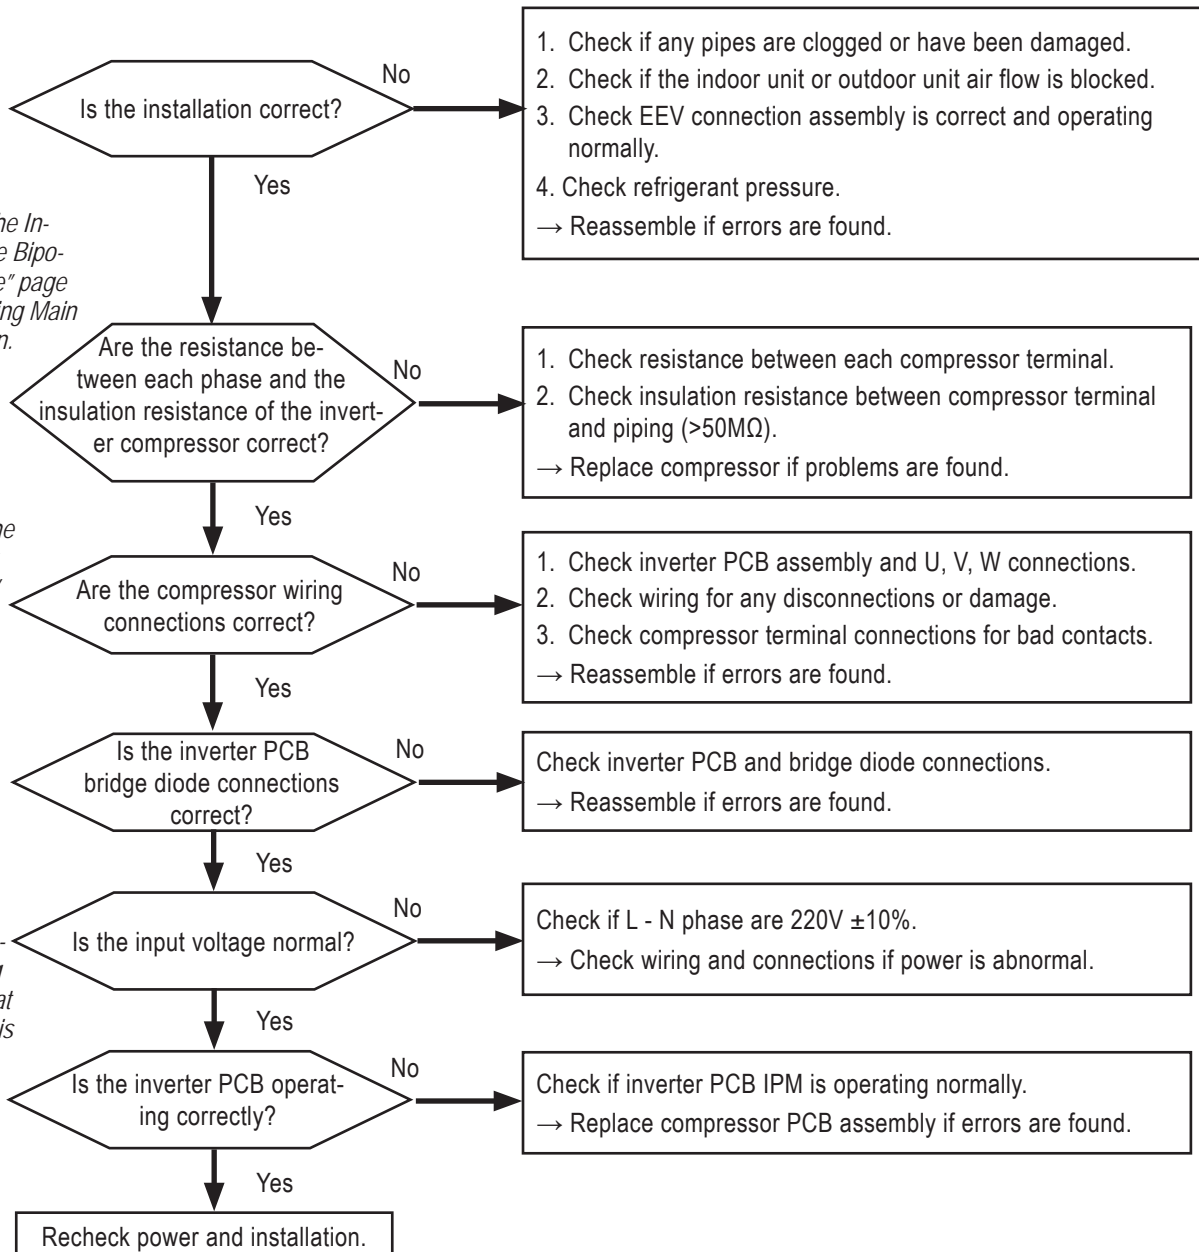 No
1. Check if any pipes are clogged or have been damaged.
2. Check if the indoor unit or outdoor unit air flow is blocked.
3. Check EEV connection assembly is correct and operating
normally.
4. Check refrigerant pressure.
→ Reassemble if errors are found.
Is the installation correct?
Yes
he In-
e Bipo-
e" page
ing Main
n.
Are the resistance be-
tween each phase and the
insulation resistance of the invert-
er compressor correct?
No
1. Check resistance between each compressor terminal.
2. Check insulation resistance between compressor terminal
and piping (>50MΩ).
→ Replace compressor if problems are found.
Yes
ne
Are the compressor wiring
connections correct?
No
1. Check inverter PCB assembly and U, V, W connections.
2. Check wiring for any disconnections or damage.
3. Check compressor terminal connections for bad contacts.
→ Reassemble if errors are found.
Yes
Is the inverter PCB
bridge diode connections
correct?
No
Check inverter PCB and bridge diode connections.
→ Reassemble if errors are found.
Yes
Is the input voltage normal?
No
Check if L - N phase are 220V ±10%.
→ Check wiring and connections if power is abnormal.
-
at
is
Yes
Is the inverter PCB operat-
ing correctly?
No
Check if inverter PCB IPM is operating normally.
→ Replace compressor PCB assembly if errors are found.
Yes
Recheck power and installation.